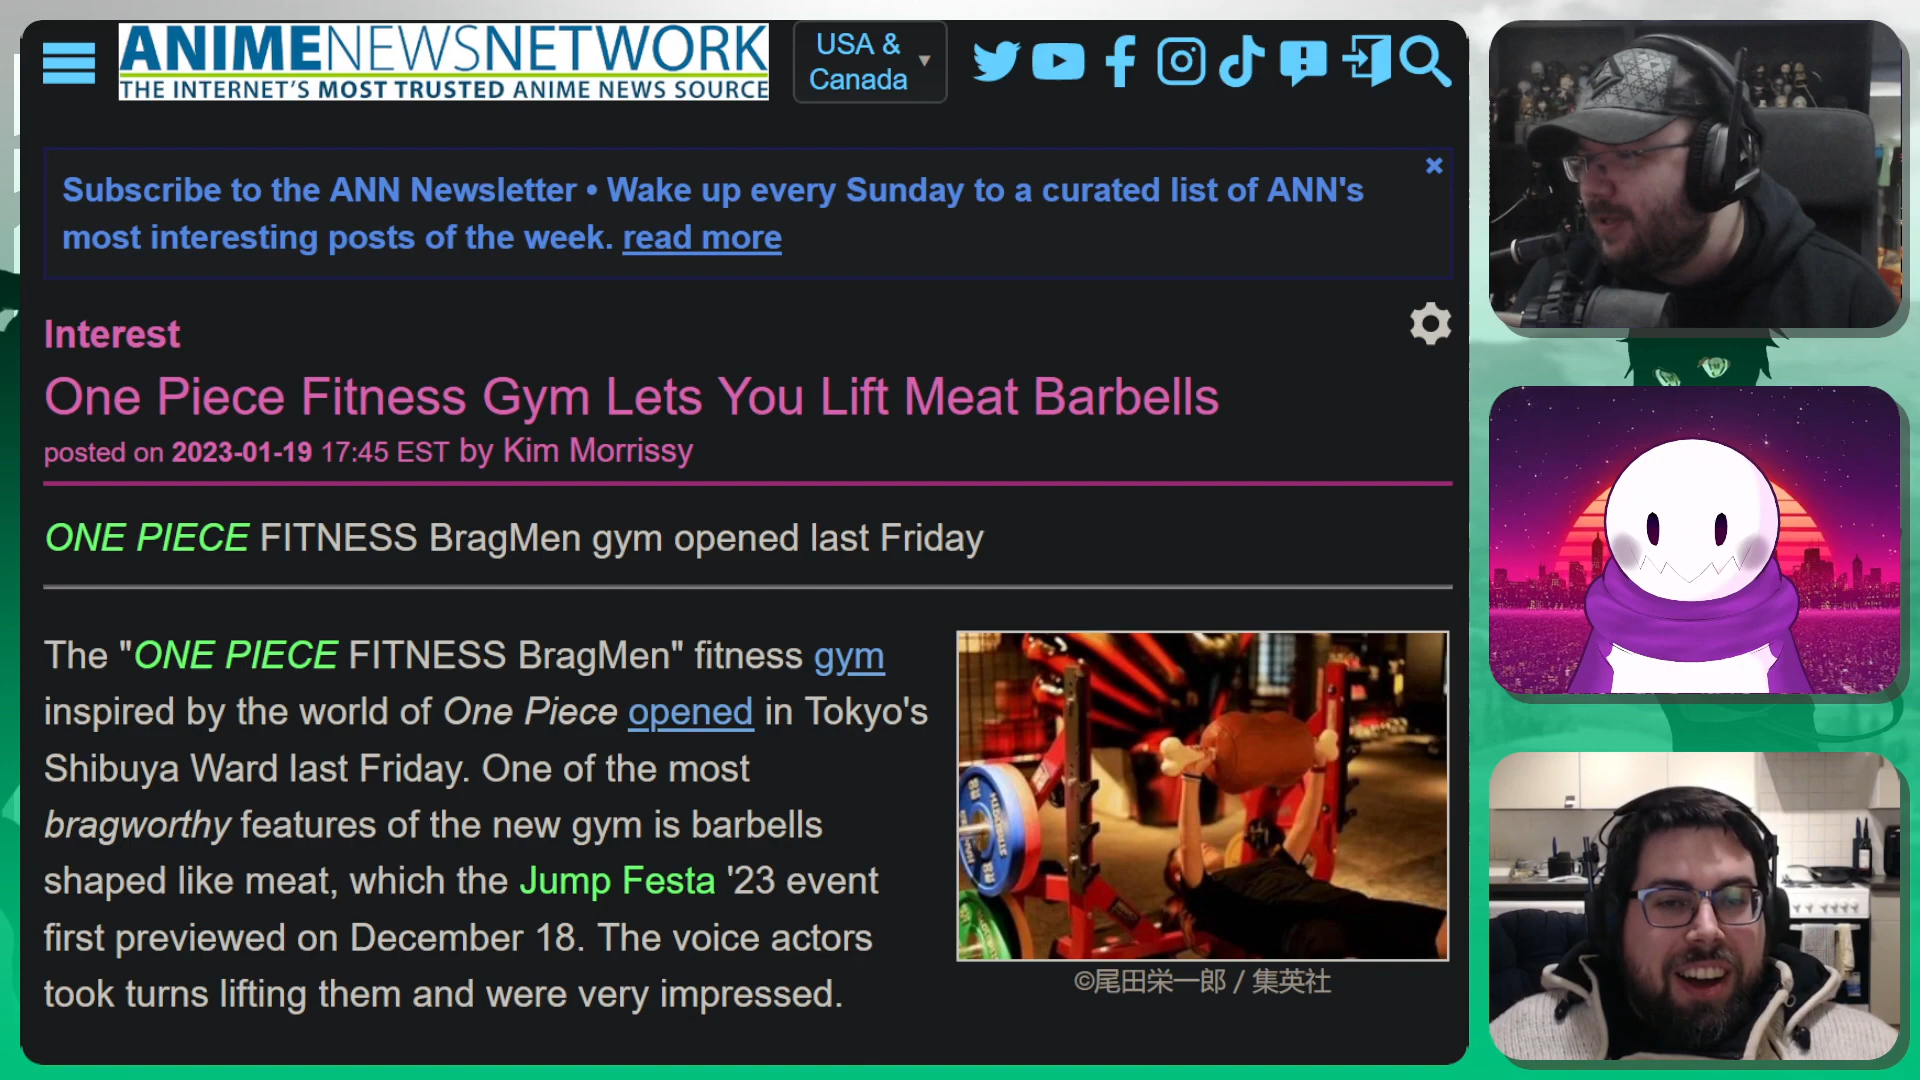 ANIMENEWSNETWORK
THE INTERNET'S MOST TRUSTED ANIME NEWS SOURCE
USA &
Canada
Subscribe to the ANN Newsletter • Wake up every Sunday to a curated list of ANN's
most interesting posts of the week. read more
Interest
One Piece Fitness Gym Lets You Lift Meat Barbells
posted on 2023-01-19 17:45 EST by Kim Morrissy
ONE PIECE FITNESS BragMen gym opened last Friday
The "ONE PIECE FITNESS BragMen" fitness gym
inspired by the world of One Piece opened in Tokyo's
Shibuya Ward last Friday. One of the most
bragworthy features of the new gym is barbells
shaped like meat, which the Jump Festa '23 event
first previewed on December 18. The voice actors
took turns lifting them and were very impressed.
©尾田栄一郎 / 集英社